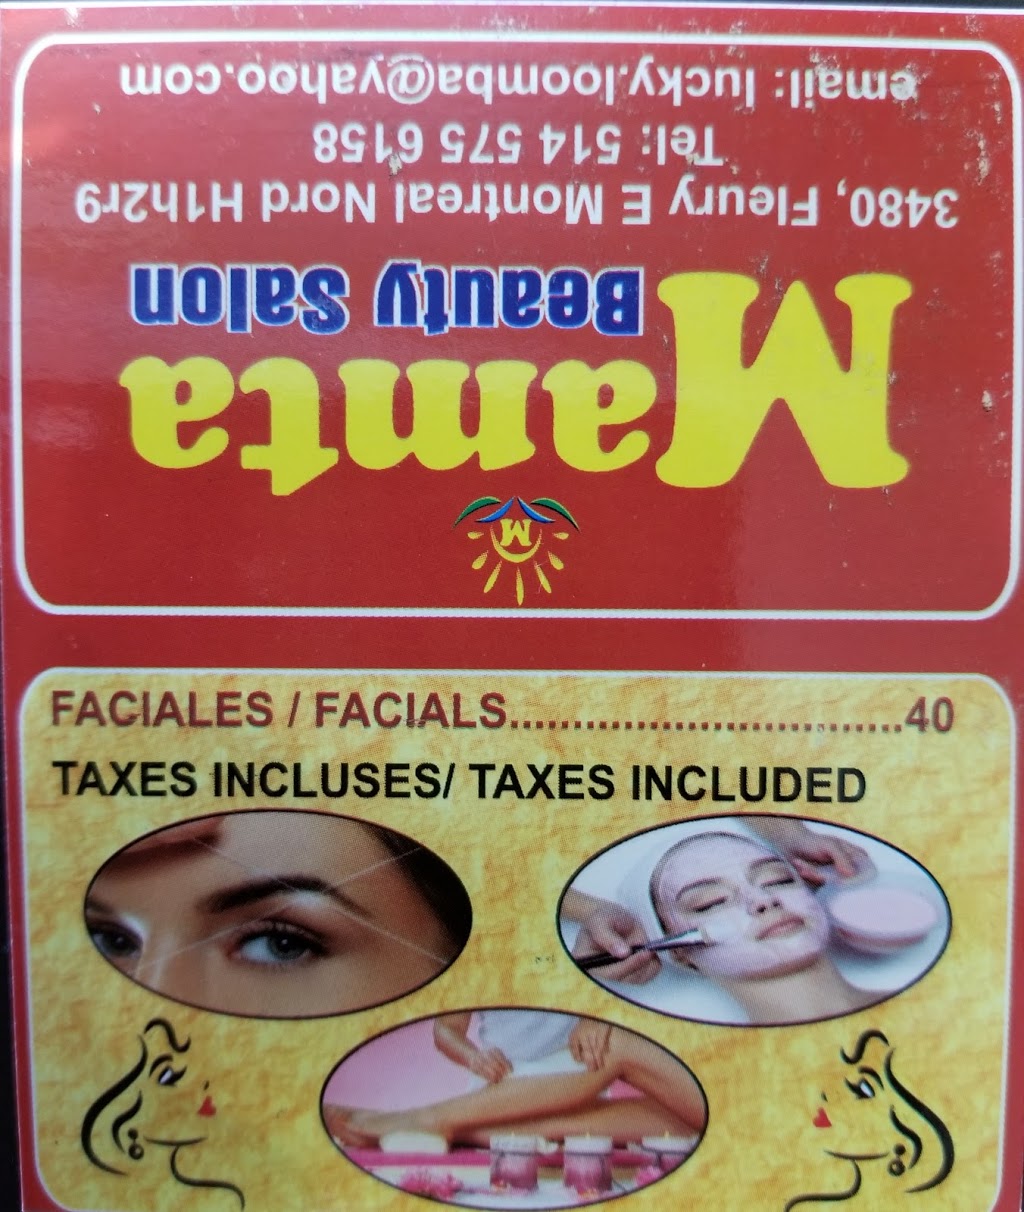 M
Mamta
Beauty Salon
3480, Fleury E Montreal Nord H1h2r9
Tel: 514 575 6158
email: lucky.loomba@yahoo.com
FACIALES / FACIALS...............................40
TAXES INCLUSES/ TAXES INCLUDED